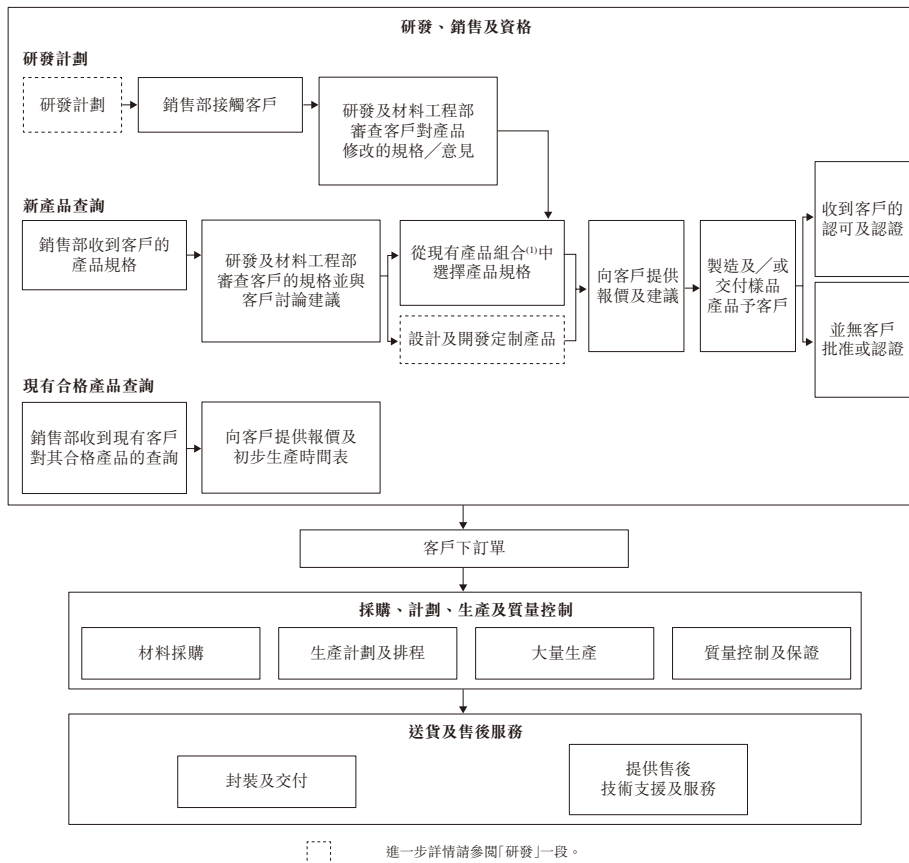 研發、銷售及資格
研發計劃
研發計劃
銷售部接觸客戶
研發及材料工程部
審查客戶對產品
修改的規格╱意見
新產品查詢
銷售部收到客戶的
產品規格
研發及材料工程部
審查客戶的規格並與
客戶討論建議
從現有產品組合(1)中
選擇產品規格
設計及開發定制產品
向客戶提供
報價及建議
製造及╱或
交付樣品
產品予客戶
收到客戶的
認可及認證
並無客戶
批准或認證
現有合格產品查詢
銷售部收到現有客戶
對其合格產品的查詢
向客戶提供報價及
初步生產時間表
客戶下訂單
採購、計劃、生產及質量控制
材料採購
生產計劃及排程
大量生產
質量控制及保證
送貨及售後服務
封裝及交付
提供售後
技術支援及服務
進一步詳情請參閱「研發」一段。